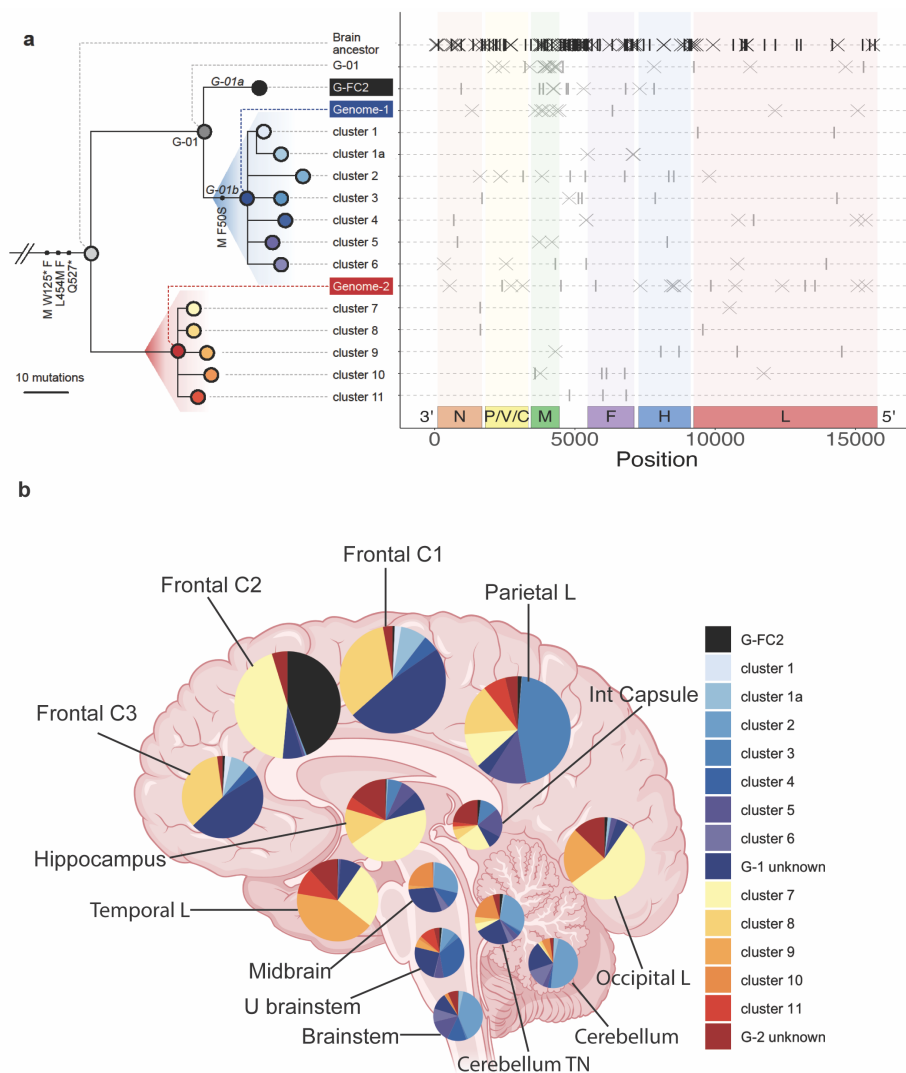 a
Brain
ancestor
G-01
G-01a
G-FC2
Genome-1
cluster 1
G-01
cluster 1a
cluster 2
G-01b
cluster 3
M F50S
cluster 4
cluster 5
cluster 6
M W125* F
L454M F
Q527*
Genome-2
cluster 7
cluster 8
cluster 9
cluster 10
cluster 11
10 mutations
3' N P/V/C M F H L 5'
0 5000 10000 15000
Position
b
Frontal C1
Frontal C2
Parietal L
Frontal C3
Int Capsule
Hippocampus
Temporal L
Midbrain
U brainstem
Brainstem
Occipital L
Cerebellum
Cerebellum TN
G-FC2
cluster 1
cluster 1a
cluster 2
cluster 3
cluster 4
cluster 5
cluster 6
G-1 unknown
cluster 7
cluster 8
cluster 9
cluster 10
cluster 11
G-2 unknown